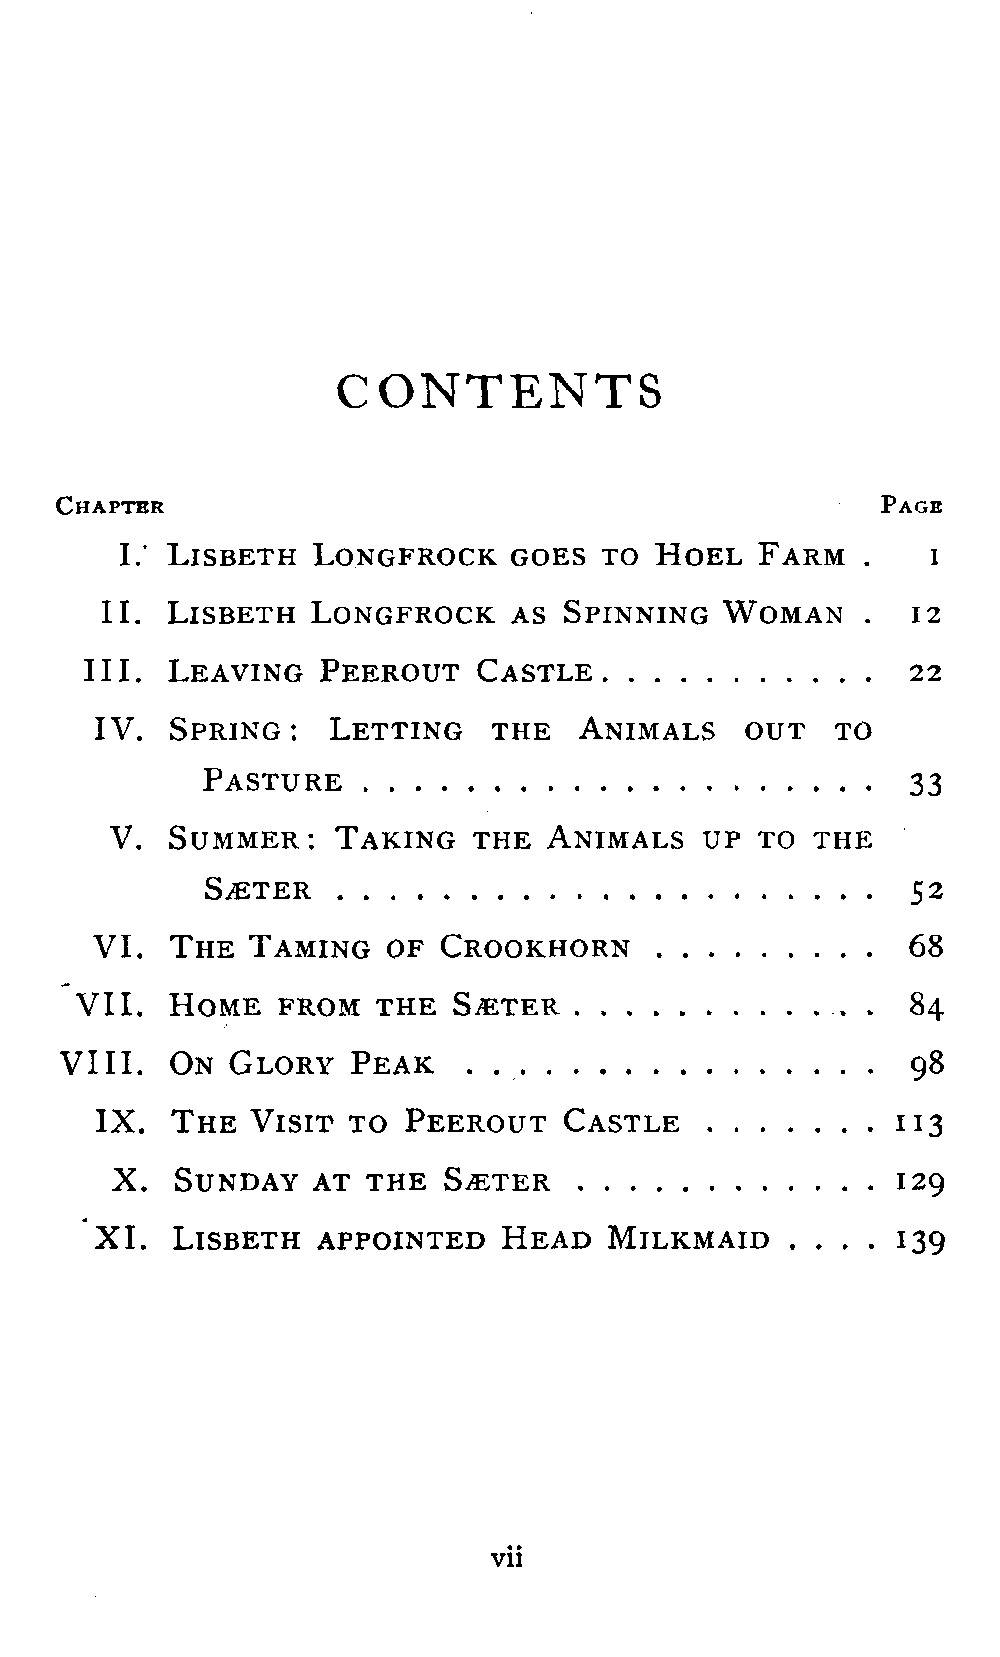 CONTENTS
CHAPTER PAGE
I. LISBETH LONGFROCK GOES TO HOEL FARM . 1
II. LISBETH LONGFROCK AS SPINNING WOMAN . 12
III. LEAVING PEEROUT CASTLE . . . . . . . . . . . 22
IV. SPRING: LETTING THE ANIMALS OUT TO
PASTURE . . . . . . . . . . . . . . . . . . . . 33
V. SUMMER: TAKING THE ANIMALS UP TO THE
SÆTER . . . . . . . . . . . . . . . . . . . . . 52
VI. THE TAMING OF CROOKHORN . . . . . . . . . 68
VII. HOME FROM THE SÆTER . . . . . . . . . . . . 84
VIII. ON GLORY PEAK . . . . . . . . . . . . . . . . 98
IX. THE VISIT TO PEEROUT CASTLE . . . . . . . 113
X. SUNDAY AT THE SÆTER . . . . . . . . . . . . 129
XI. LISBETH APPOINTED HEAD MILKMAID . . . . 139
vii